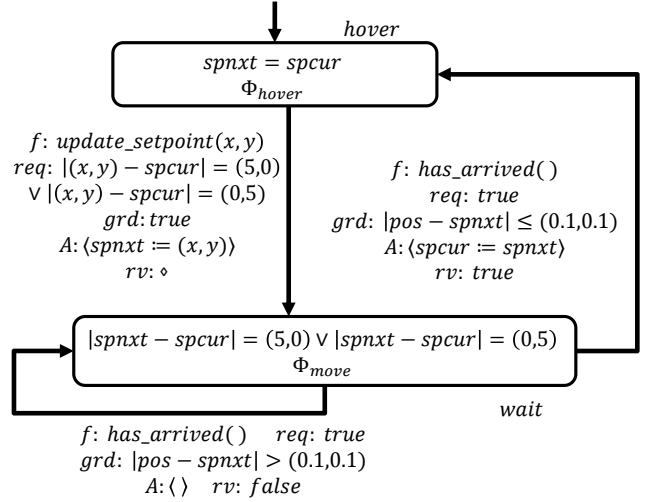 hover
spnxt = spcur
Φhover
f: update_setpoint(x, y)
req: |(x, y) − spcur| = (5,0)
∨ |(x, y) − spcur| = (0,5)
grd: true
A: ⟨spnxt ≔ (x, y)⟩
rv: ⋄
f: has_arrived( )
req: true
grd: |pos − spnxt| ≤ (0.1,0.1)
A: ⟨spcur ≔ spnxt⟩
rv: true
|spnxt − spcur| = (5,0) ∨ |spnxt − spcur| = (0,5)
Φmove
wait
f: has_arrived( ) req: true
grd: |pos − spnxt| > (0.1,0.1)
A: ⟨ ⟩ rv: false